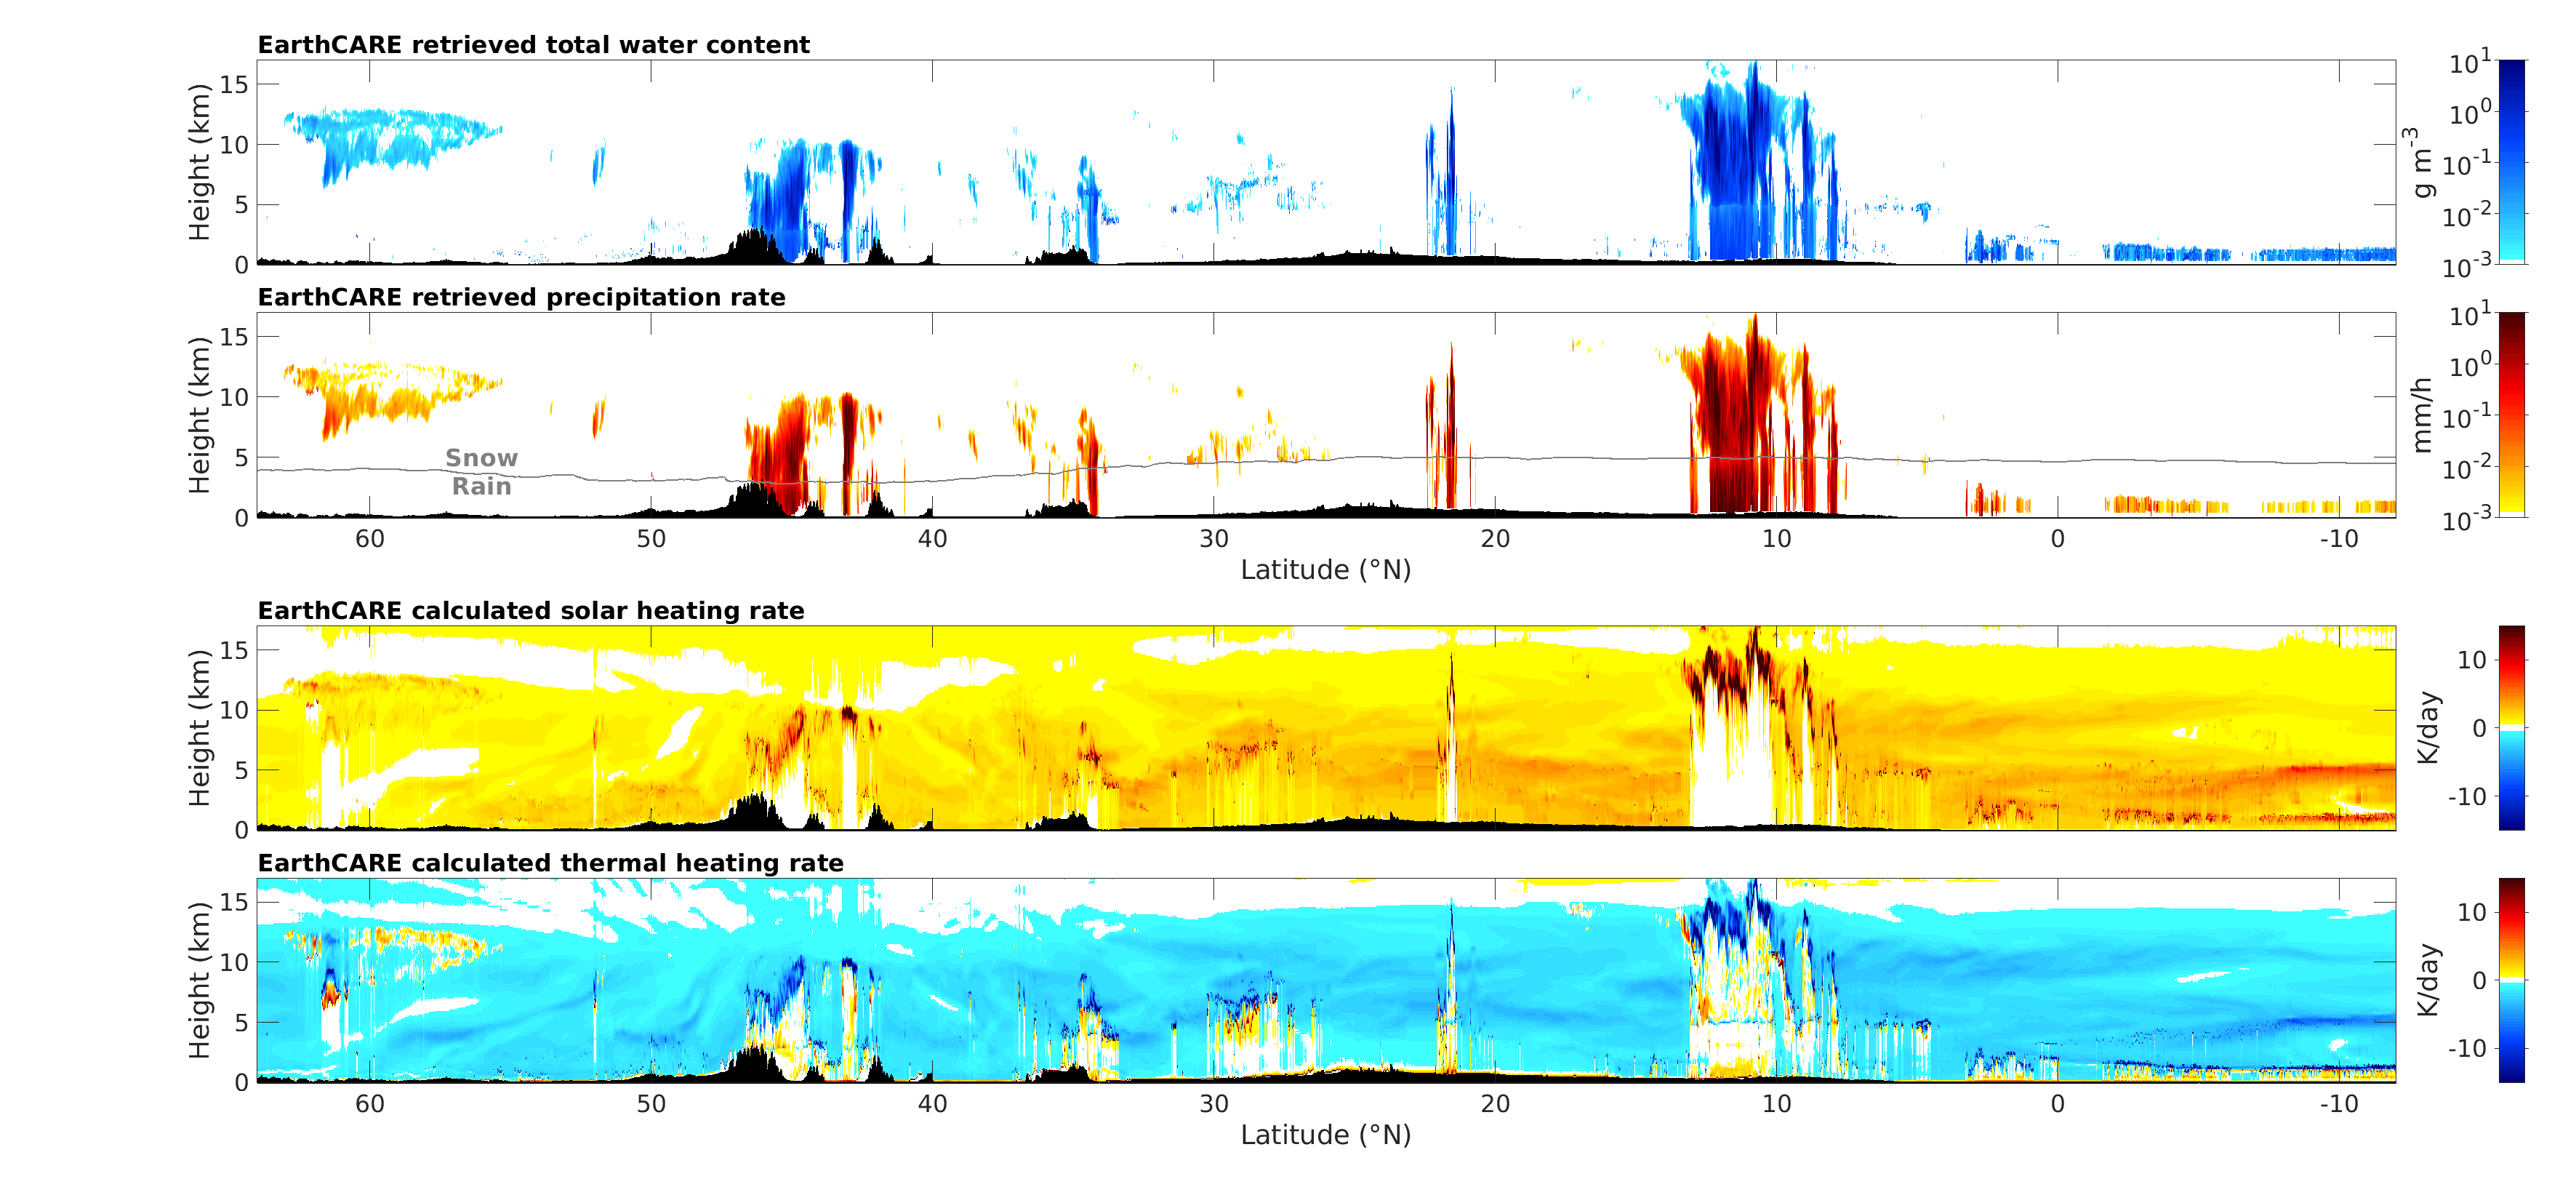 EarthCARE retrieved total water content
Height (km)
15
10
5
0
10^1
10^0
10^-1
10^-2
10^-3
g m^-3
EarthCARE retrieved precipitation rate
Height (km)
15
10
5
0
Snow
Rain
10^1
10^0
10^-1
10^-2
10^-3
mm/h
60 50 40 30 20 10 0 -10
Latitude (°N)
EarthCARE calculated solar heating rate
Height (km)
15
10
5
0
10
0
-10
K/day
EarthCARE calculated thermal heating rate
Height (km)
15
10
5
0
10
0
-10
K/day
60 50 40 30 20 10 0 -10
Latitude (°N)